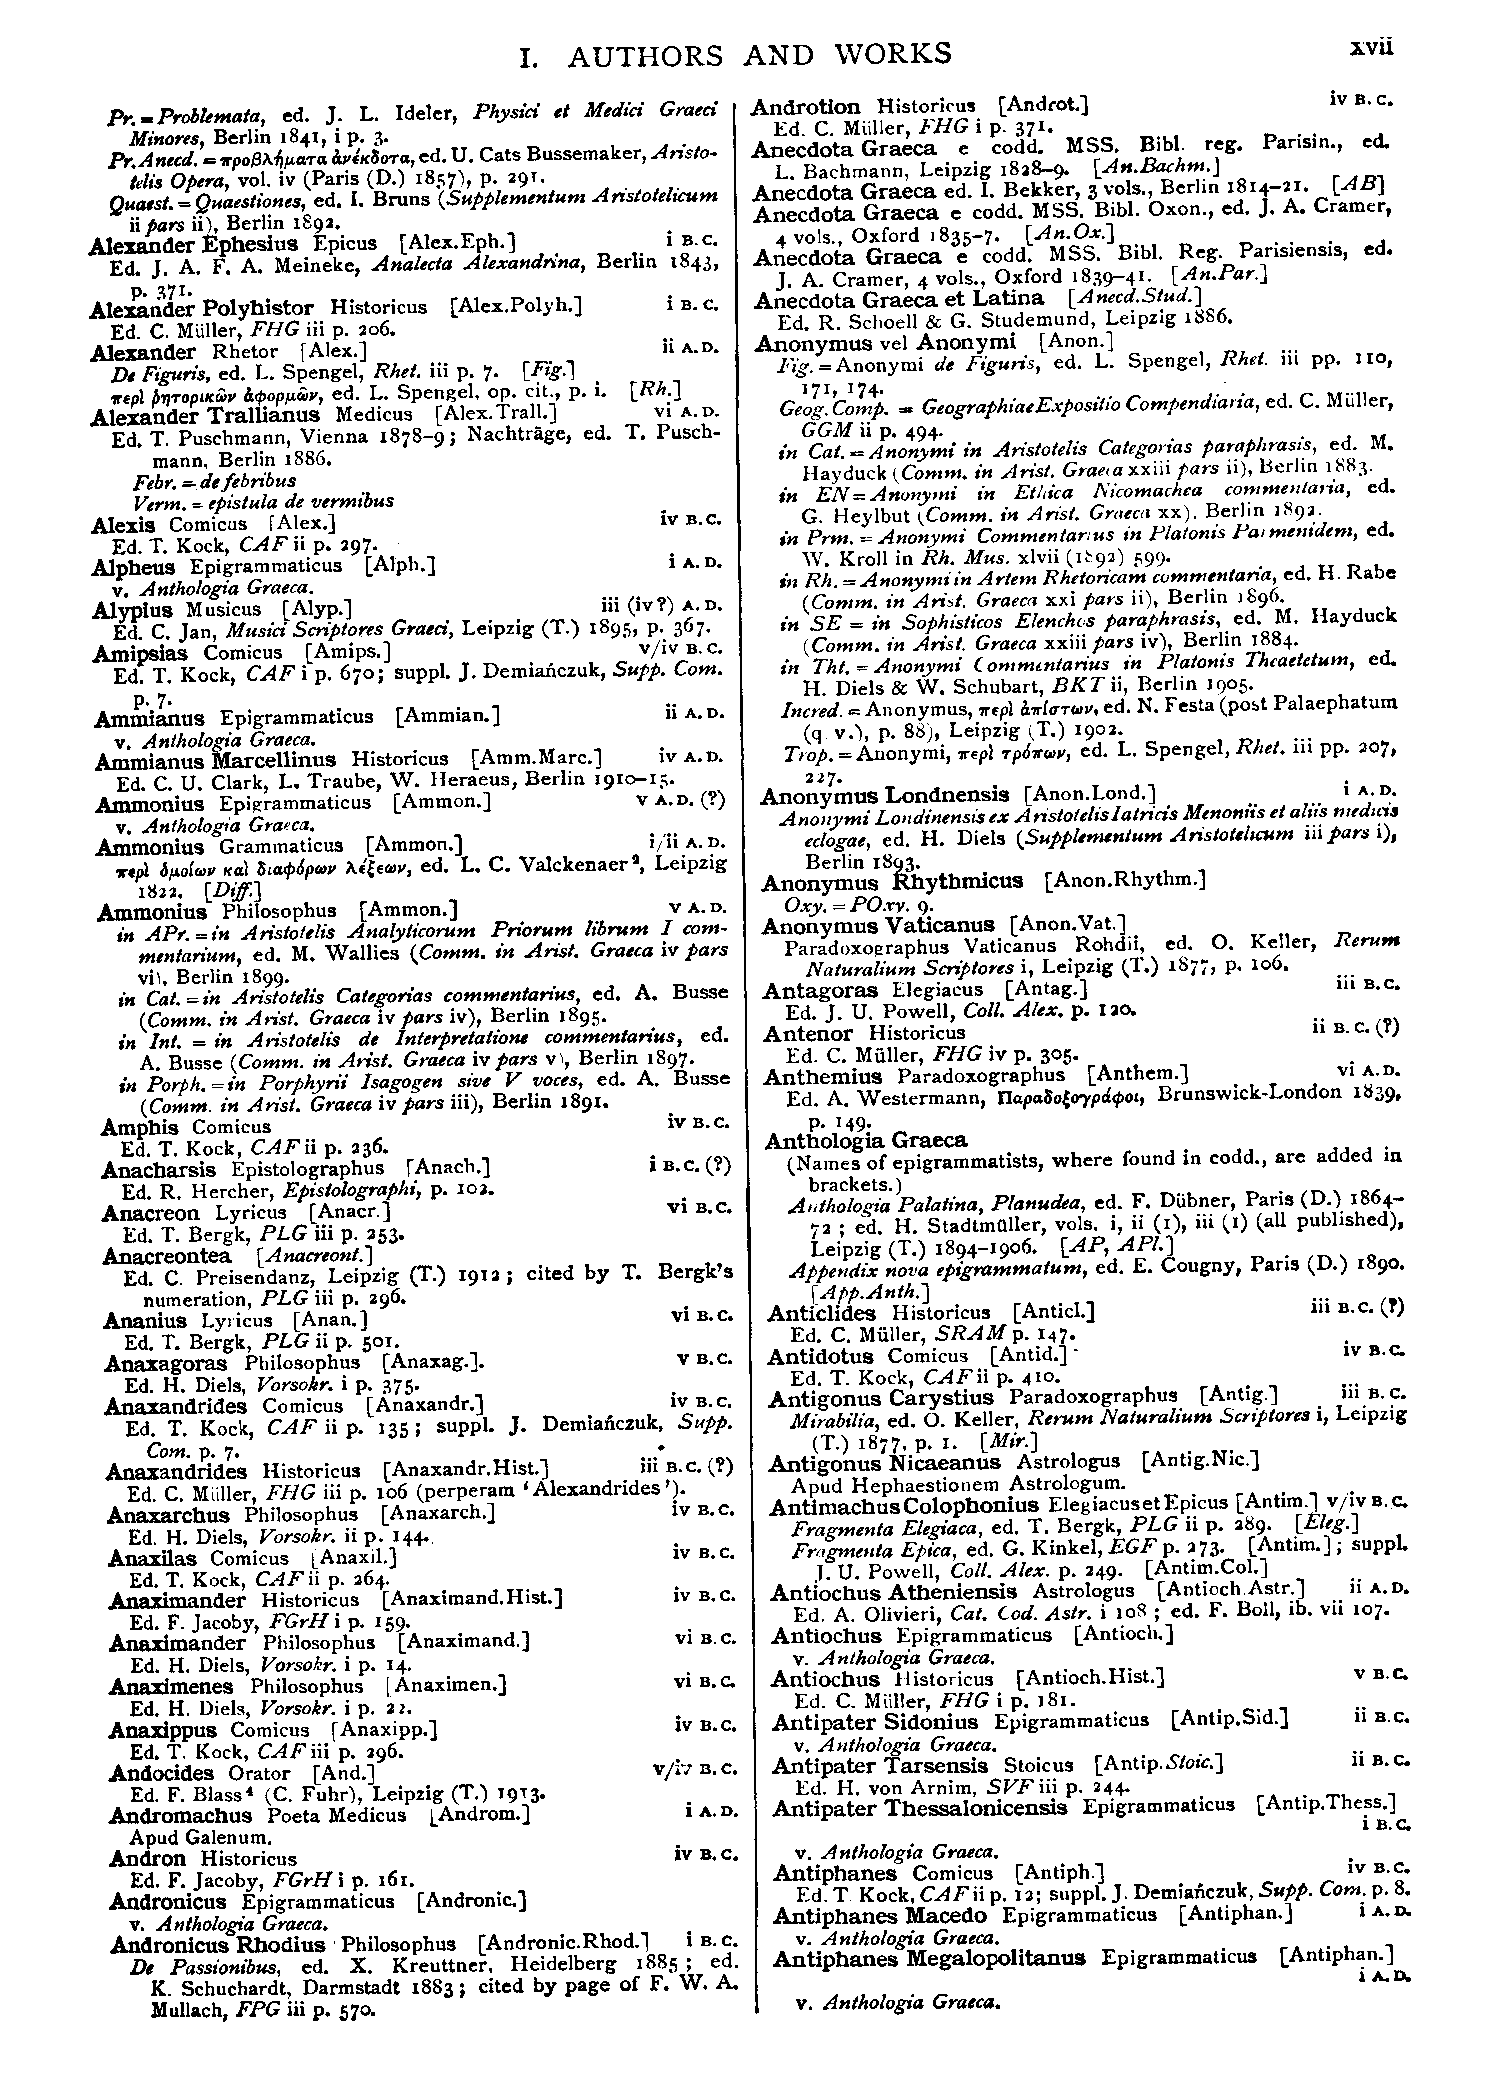 I. AUTHORS AND WORKS
xvii
Pr. = Problemata, ed. J. L. Ideler, Physici et Medici Graeci
Minores, Berlin 1841, i p. 3.
Pr.Anecd. = προβλήματα ἀνέκδοτα, ed. U. Cats Bussemaker, Aristo-
telis Opera, vol. iv (Paris (D.) 1857), p. 291.
Quaest. = Quaestiones, ed. I. Bruns (Supplementum Aristotelicum
ii pars ii), Berlin 1892.
Alexander Ephesius Epicus [Alex.Eph.] i B.C.
Ed. J. A. F. A. Meineke, Analecta Alexandrina, Berlin 1843,
p. 371.
Alexander Polyhistor Historicus [Alex.Polyh.] i B.C.
Ed. C. Müller, FHG iii p. 206.
Alexander Rhetor [Alex.] ii A.D.
De Figuris, ed. L. Spengel, Rhet. iii p. 7. [Fig.]
περὶ ῥητορικῶν ἀφορμῶν, ed. L. Spengel, op. cit., p. i. [Rh.]
Alexander Trallianus Medicus [Alex.Trall.] vi A.D.
Ed. T. Puschmann, Vienna 1878–9; Nachträge, ed. T. Pusch-
mann, Berlin 1886.
Febr. = de febribus
Verm. = epistula de vermibus
Alexis Comicus [Alex.] iv B.C.
Ed. T. Kock, CAF ii p. 297.
Alpheus Epigrammaticus [Alph.] i A.D.
v. Anthologia Graeca.
Alypius Musicus [Alyp.] iii (iv?) A.D.
Ed. C. Jan, Musici Scriptores Graeci, Leipzig (T.) 1895, p. 367.
Amipsias Comicus [Amips.] v/iv B.C.
Ed. T. Kock, CAF i p. 670; suppl. J. Demiańczuk, Supp. Com.
p. 7.
Ammianus Epigrammaticus [Ammian.] ii A.D.
v. Anthologia Graeca.
Ammianus Marcellinus Historicus [Amm.Marc.] iv A.D.
Ed. C. U. Clark, L. Traube, W. Heraeus, Berlin 1910–15.
Ammonius Epigrammaticus [Ammon.] v A.D. (?)
v. Anthologia Graeca.
Ammonius Grammaticus [Ammon.] i/ii A.D.
περὶ ὁμοίων καὶ διαφόρων λέξεων, ed. L. C. Valckenaer², Leipzig
1822. [Diff.]
Ammonius Philosophus [Ammon.] v A.D.
in APr. = in Aristotelis Analyticorum Priorum librum I com-
mentarium, ed. M. Wallies (Comm. in Arist. Graeca iv pars
vi), Berlin 1899.
in Cat. = in Aristotelis Categorias commentarius, ed. A. Busse
(Comm. in Arist. Graeca iv pars iv), Berlin 1895.
in Int. = in Aristotelis de Interpretatione commentarius, ed.
A. Busse (Comm. in Arist. Graeca iv pars v), Berlin 1897.
in Porph. = in Porphyrii Isagogen sive V voces, ed. A. Busse
(Comm. in Arist. Graeca iv pars iii), Berlin 1891.
Amphis Comicus iv B.C.
Ed. T. Kock, CAF ii p. 236.
Anacharsis Epistolographus [Anach.] i B.C. (?)
Ed. R. Hercher, Epistolographi, p. 102.
Anacreon Lyricus [Anacr.] vi B.C.
Ed. T. Bergk, PLG iii p. 253.
Anacreontea [Anacreont.]
Ed. C. Preisendanz, Leipzig (T.) 1912; cited by T. Bergk's
numeration, PLG iii p. 296.
Ananius Lyricus [Anan.] vi B.C.
Ed. T. Bergk, PLG ii p. 501.
Anaxagoras Philosophus [Anaxag.]. v B.C.
Ed. H. Diels, Vorsokr. i p. 375.
Anaxandrides Comicus [Anaxandr.] iv B.C.
Ed. T. Kock, CAF ii p. 135; suppl. J. Demiańczuk, Supp.
Com. p. 7.
Anaxandrides Historicus [Anaxandr.Hist.] iii B.C. (?)
Ed. C. Müller, FHG iii p. 106 (perperam 'Alexandrides').
Anaxarchus Philosophus [Anaxarch.] iv B.C.
Ed. H. Diels, Vorsokr. ii p. 144.
Anaxilas Comicus [Anaxil.] iv B.C.
Ed. T. Kock, CAF ii p. 264.
Anaximander Historicus [Anaximand.Hist.] iv B.C.
Ed. F. Jacoby, FGrH i p. 159.
Anaximander Philosophus [Anaximand.] vi B.C.
Ed. H. Diels, Vorsokr. i p. 14.
Anaximenes Philosophus [Anaximen.] vi B.C.
Ed. H. Diels, Vorsokr. i p. 22.
Anaxippus Comicus [Anaxipp.] iv B.C.
Ed. T. Kock, CAF iii p. 296.
Andocides Orator [And.] v/iv B.C.
Ed. F. Blass⁴ (C. Fuhr), Leipzig (T.) 1913.
Andromachus Poeta Medicus [Androm.] i A.D.
Apud Galenum.
Andron Historicus iv B.C.
Ed. F. Jacoby, FGrH i p. 161.
Andronicus Epigrammaticus [Andronic.]
v. Anthologia Graeca.
Andronicus Rhodius Philosophus [Andronic.Rhod.] i B.C.
De Passionibus, ed. X. Kreuttner, Heidelberg 1885; ed.
K. Schuchardt, Darmstadt 1883; cited by page of F. W. A.
Mullach, FPG iii p. 570.
Androtion Historicus [Androt.] iv B.C.
Ed. C. Müller, FHG i p. 371.
Anecdota Graeca e codd. MSS. Bibl. reg. Parisin., ed.
L. Bachmann, Leipzig 1828–9. [An.Bachm.]
Anecdota Graeca ed. I. Bekker, 3 vols., Berlin 1814–21. [AB]
Anecdota Graeca e codd. MSS. Bibl. Oxon., ed. J. A. Cramer,
4 vols., Oxford 1835–7. [An.Ox.]
Anecdota Graeca e codd. MSS. Bibl. Reg. Parisiensis, ed.
J. A. Cramer, 4 vols., Oxford 1839–41. [An.Par.]
Anecdota Graeca et Latina [Anecd.Stud.]
Ed. R. Schoell & G. Studemund, Leipzig 1886.
Anonymus vel Anonymi [Anon.]
Fig. = Anonymi de Figuris, ed. L. Spengel, Rhet. iii pp. 110,
171, 174.
Geog.Comp. = Geographiae Expositio Compendiaria, ed. C. Müller,
GGM ii p. 494.
in Cat. = Anonymi in Aristotelis Categorias paraphrasis, ed. M.
Hayduck (Comm. in Arist. Graeca xxiii pars ii), Berlin 1883.
in EN = Anonymi in Ethica Nicomachea commentaria, ed.
G. Heylbut (Comm. in Arist. Graeca xx), Berlin 1892.
in Prm. = Anonymi Commentarius in Platonis Parmenidem, ed.
W. Kroll in Rh. Mus. xlvii (1892) 599.
in Rh. = Anonymi in Artem Rhetoricam commentaria, ed. H. Rabe
(Comm. in Arist. Graeca xxi pars ii), Berlin 1896.
in SE = in Sophisticos Elenchos paraphrasis, ed. M. Hayduck
(Comm. in Arist. Graeca xxiii pars iv), Berlin 1884.
in Tht. = Anonymi Commentarius in Platonis Theaetetum, ed.
H. Diels & W. Schubart, BKT ii, Berlin 1905.
Incred. = Anonymus, περὶ ἀπίστων, ed. N. Festa (post Palaephatum
(q.v.), p. 88), Leipzig (T.) 1902.
Trop. = Anonymi, περὶ τρόπων, ed. L. Spengel, Rhet. iii pp. 207,
227.
Anonymus Londnensis [Anon.Lond.] i A.D.
Anonymi Londinensis ex Aristotelis Iatricis Menoniis et aliis medicis
eclogae, ed. H. Diels (Supplementum Aristotelicum iii pars i),
Berlin 1893.
Anonymus Rhythmicus [Anon.Rhythm.]
Oxy. = POxy. 9.
Anonymus Vaticanus [Anon.Vat.]
Paradoxographus Vaticanus Rohdii, ed. O. Keller, Rerum
Naturalium Scriptores i, Leipzig (T.) 1877, p. 106.
Antagoras Elegiacus [Antag.] iii B.C.
Ed. J. U. Powell, Coll. Alex. p. 120.
Antenor Historicus ii B.C. (?)
Ed. C. Müller, FHG iv p. 305.
Anthemius Paradoxographus [Anthem.] vi A.D.
Ed. A. Westermann, Παραδοξογράφοι, Brunswick-London 1839,
p. 149.
Anthologia Graeca
(Names of epigrammatists, where found in codd., are added in
brackets.)
Anthologia Palatina, Planudea, ed. F. Dübner, Paris (D.) 1864–
72; ed. H. Stadtmüller, vols. i, ii (1), iii (1) (all published),
Leipzig (T.) 1894–1906. [AP, APl.]
Appendix nova epigrammatum, ed. E. Cougny, Paris (D.) 1890.
[App.Anth.]
Anticlides Historicus [Anticl.] iii B.C. (?)
Ed. C. Müller, SRAM p. 147.
Antidotus Comicus [Antid.] iv B.C.
Ed. T. Kock, CAF ii p. 410.
Antigonus Carystius Paradoxographus [Antig.] iii B.C.
Mirabilia, ed. O. Keller, Rerum Naturalium Scriptores i, Leipzig
(T.) 1877, p. 1. [Mir.]
Antigonus Nicaeanus Astrologus [Antig.Nic.]
Apud Hephaestionem Astrologum.
Antimachus Colophonius Elegiacus et Epicus [Antim.] v/iv B.C.
Fragmenta Elegiaca, ed. T. Bergk, PLG ii p. 289. [Eleg.]
Fragmenta Epica, ed. G. Kinkel, EGF p. 273. [Antim.]; suppl.
J. U. Powell, Coll. Alex. p. 249. [Antim.Col.]
Antiochus Atheniensis Astrologus [Antioch.Astr.] ii A.D.
Ed. A. Olivieri, Cat. Cod. Astr. i 108; ed. F. Boll, ib. vii 107.
Antiochus Epigrammaticus [Antioch.]
v. Anthologia Graeca.
Antiochus Historicus [Antioch.Hist.] v B.C.
Ed. C. Müller, FHG i p. 181.
Antipater Sidonius Epigrammaticus [Antip.Sid.] ii B.C.
v. Anthologia Graeca.
Antipater Tarsensis Stoicus [Antip.Stoic.] ii B.C.
Ed. H. von Arnim, SVF iii p. 244.
Antipater Thessalonicensis Epigrammaticus [Antip.Thess.]
i B.C.
v. Anthologia Graeca.
Antiphanes Comicus [Antiph.] iv B.C.
Ed. T. Kock, CAF ii p. 12; suppl. J. Demiańczuk, Supp. Com. p. 8.
Antiphanes Macedo Epigrammaticus [Antiphan.] i A.D.
v. Anthologia Graeca.
Antiphanes Megalopolitanus Epigrammaticus [Antiphan.]
i A.D.
v. Anthologia Graeca.